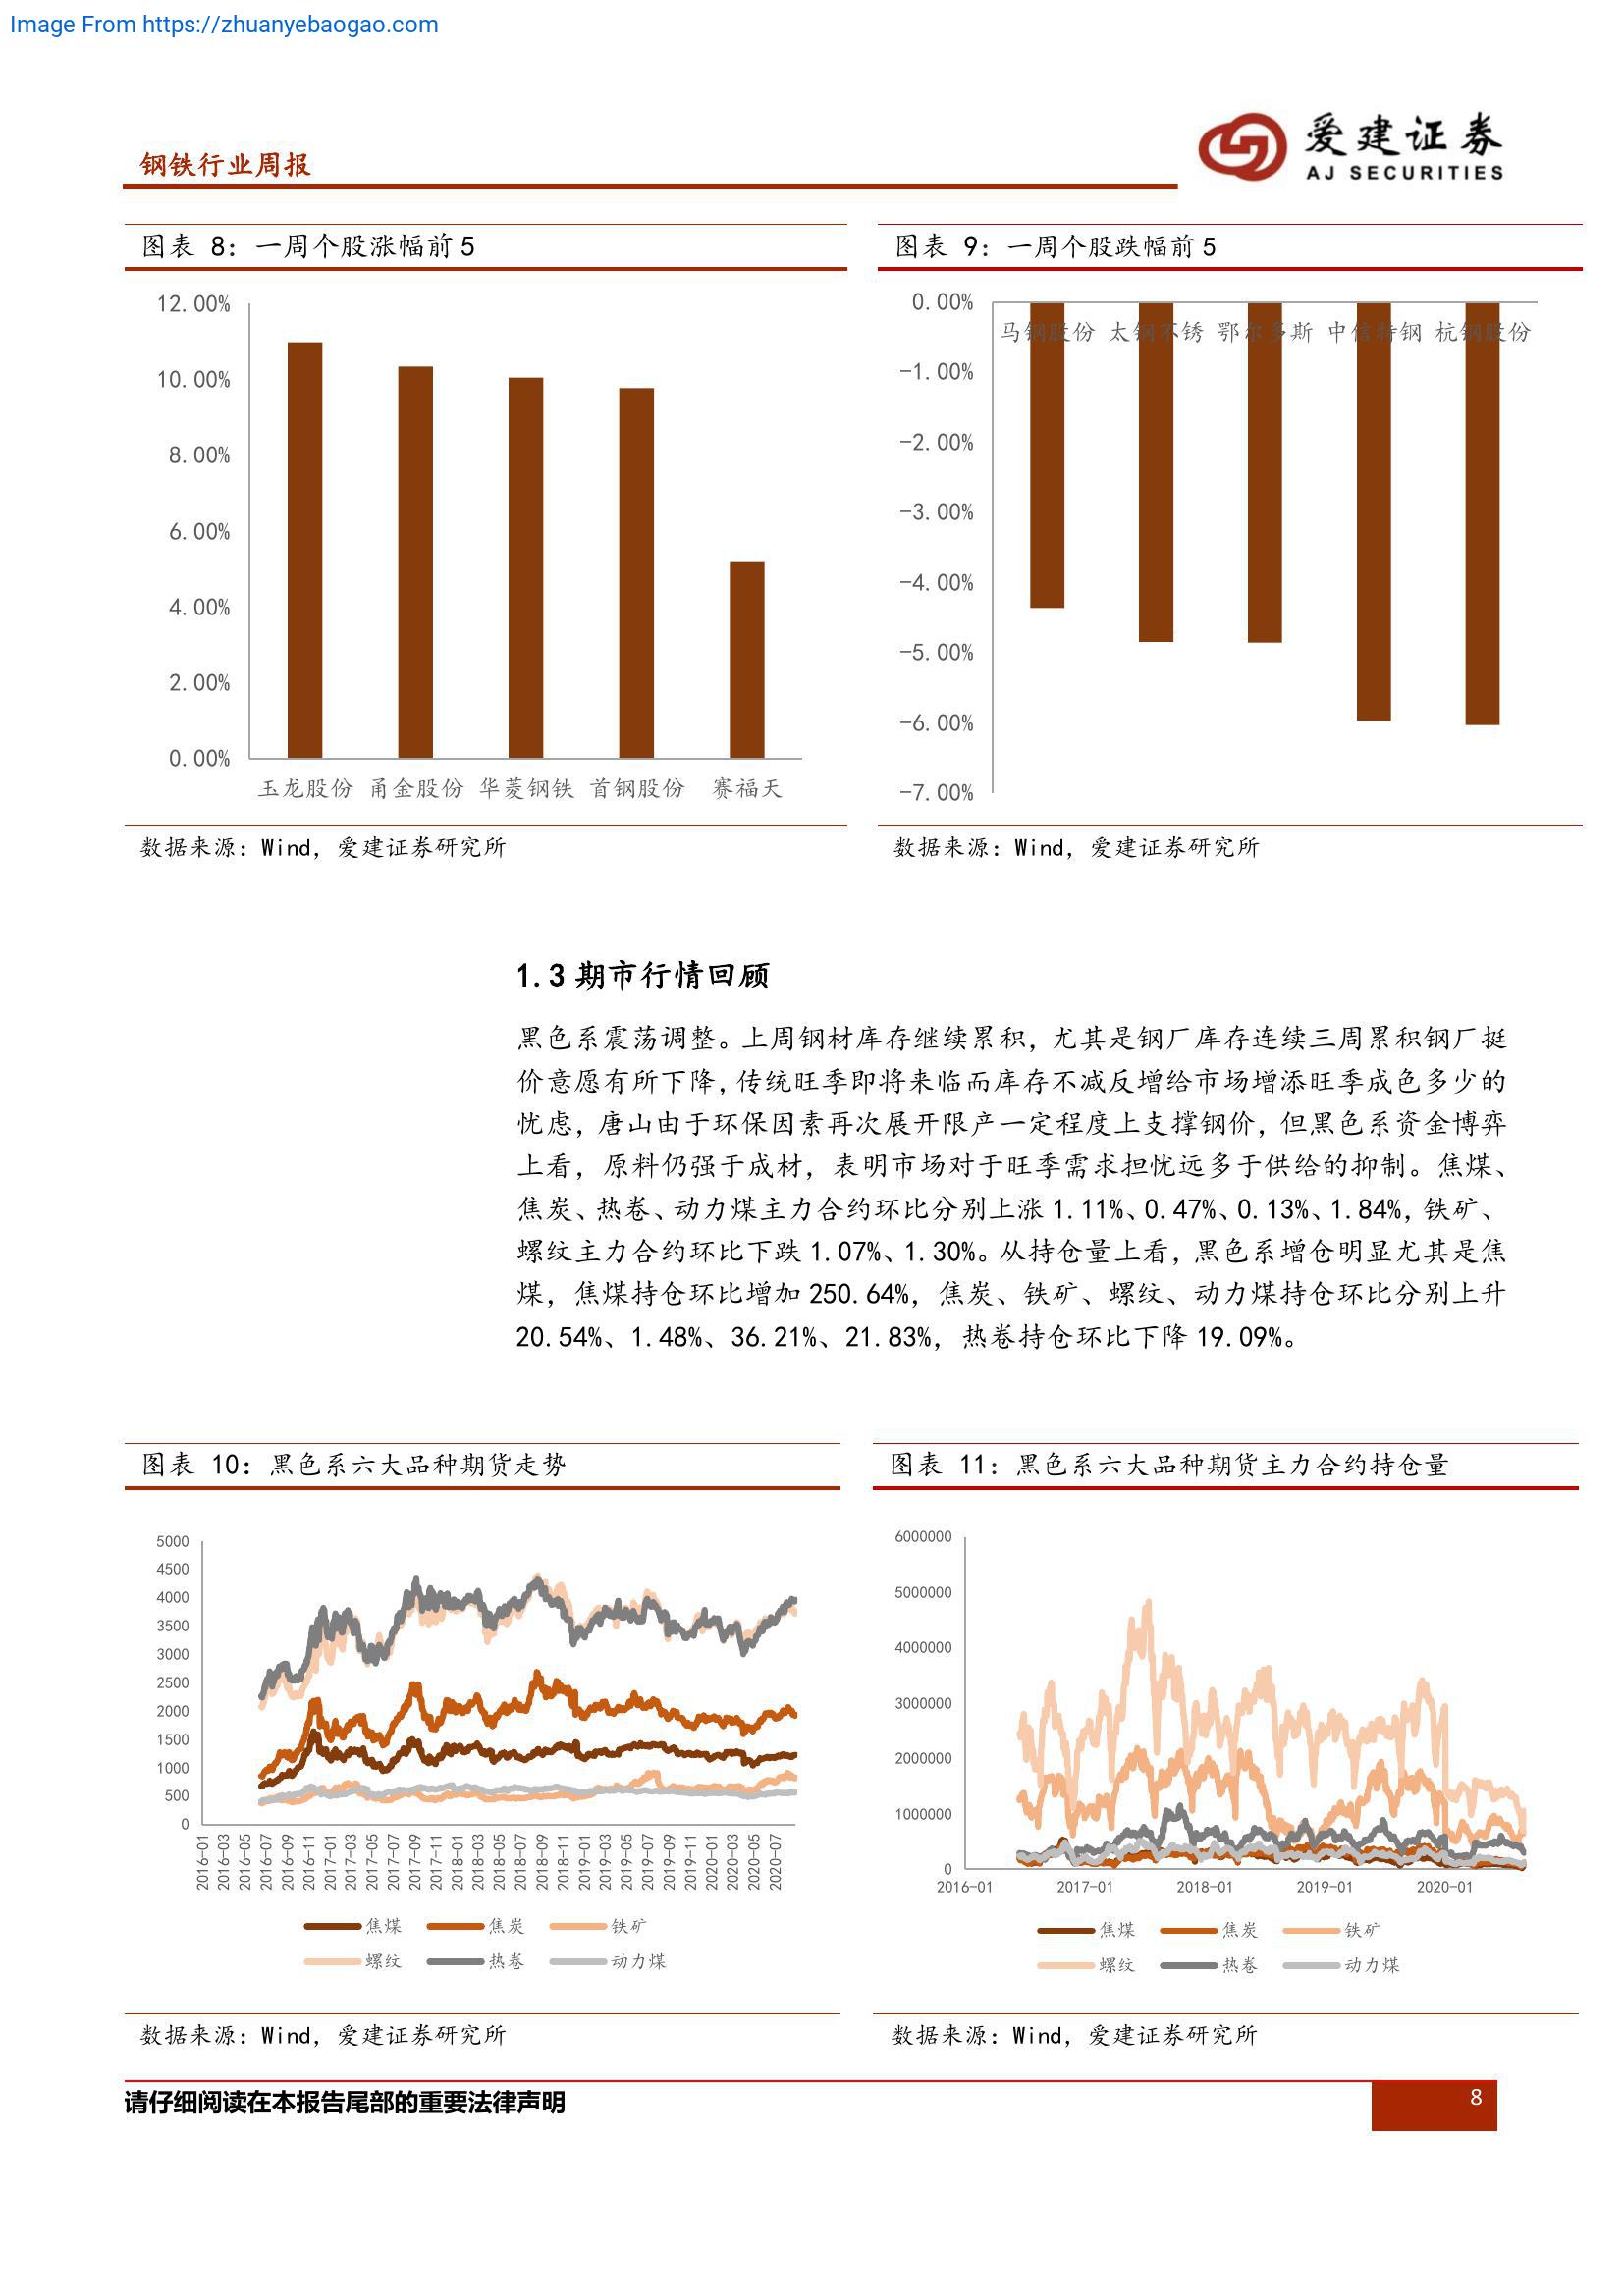 Image From https://zhuanyebaogao.com
钢铁行业周报
爱建证券
AJ SECURITIES
图表 8：一周个股涨幅前 5
12.00%
10.00%
8.00%
6.00%
4.00%
2.00%
0.00%
玉龙股份 甬金股份 华菱钢铁 首钢股份 赛福天
数据来源：Wind，爱建证券研究所
图表 9：一周个股跌幅前 5
0.00%
马钢股份 太钢不锈 鄂尔多斯 中信特钢 杭钢股份
-1.00%
-2.00%
-3.00%
-4.00%
-5.00%
-6.00%
-7.00%
数据来源：Wind，爱建证券研究所
1.3 期市行情回顾
黑色系震荡调整。上周钢材库存继续累积，尤其是钢厂库存连续三周累积钢厂挺
价意愿有所下降，传统旺季即将来临而库存不减反增给市场增添旺季成色多少的
忧虑，唐山由于环保因素再次展开限产一定程度上支撑钢价，但黑色系资金博弈
上看，原料仍强于成材，表明市场对于旺季需求担忧远多于供给的抑制。焦煤、
焦炭、热卷、动力煤主力合约环比分别上涨 1.11%、0.47%、0.13%、1.84%，铁矿、
螺纹主力合约环比下跌 1.07%、1.30%。从持仓量上看，黑色系增仓明显尤其是焦
煤，焦煤持仓环比增加 250.64%，焦炭、铁矿、螺纹、动力煤持仓环比分别上升
20.54%、1.48%、36.21%、21.83%，热卷持仓环比下降 19.09%。
图表 10：黑色系六大品种期货走势
5000
4500
4000
3500
3000
2500
2000
1500
1000
500
0
2016-01
2016-03
2016-05
2016-07
2016-09
2016-11
2017-01
2017-03
2017-05
2017-07
2017-09
2017-11
2018-01
2018-03
2018-05
2018-07
2018-09
2018-11
2019-01
2019-03
2019-05
2019-07
2019-09
2019-11
2020-01
2020-03
2020-05
2020-07
焦煤 焦炭 铁矿
螺纹 热卷 动力煤
数据来源：Wind，爱建证券研究所
图表 11：黑色系六大品种期货主力合约持仓量
6000000
5000000
4000000
3000000
2000000
1000000
0
2016-01 2017-01 2018-01 2019-01 2020-01
焦煤 焦炭 铁矿
螺纹 热卷 动力煤
数据来源：Wind，爱建证券研究所
请仔细阅读在本报告尾部的重要法律声明
8